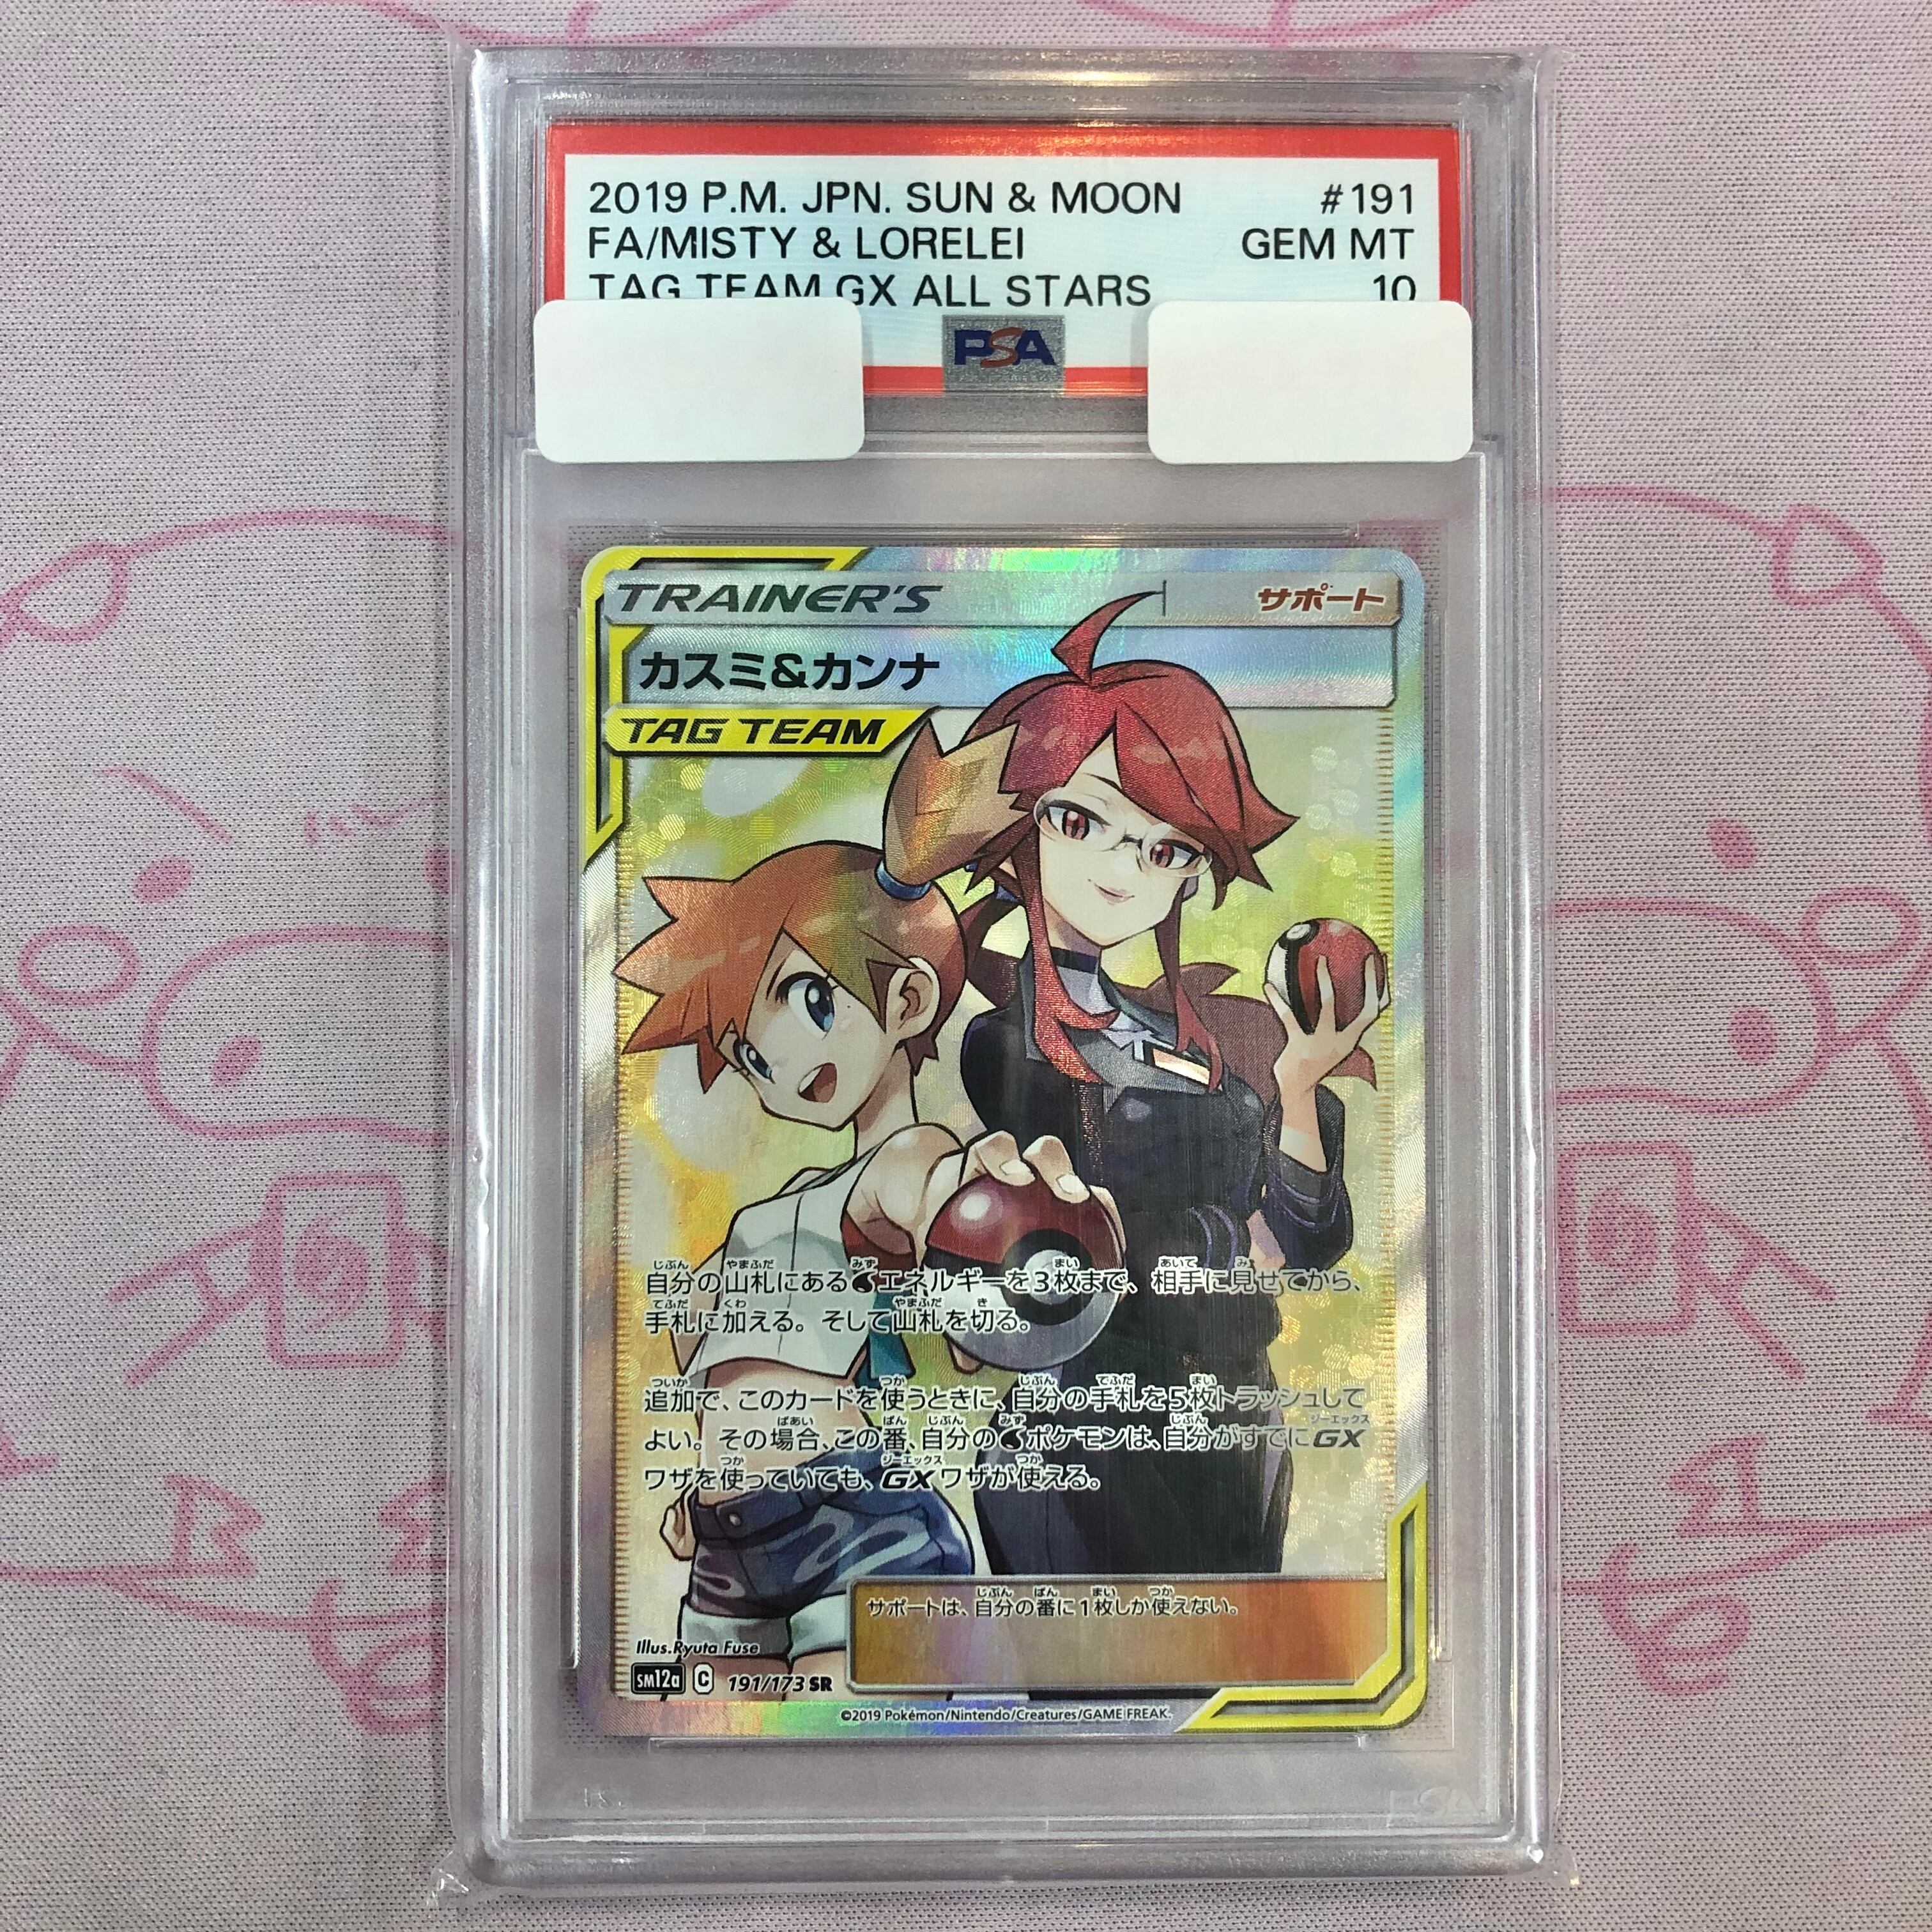 2019 P.M. JPN. SUN & MOON #191
FA/MISTY & LORELEI GEM MT
TAG TEAM GX ALL STARS 10
PSA
TRAINER'S サポート
カスミ&カンナ
TAG TEAM
自分の山札にあるエネルギーを3枚まで、相手に見せてから、
手札に加える。そして山札を切る。
追加で、このカードを使うときに、自分の手札を5枚トラッシュして
よい。その場合、この番、自分のポケモンは、自分がすでにGX
ワザを使っていても、GXワザが使える。
サポートは、自分の番に1枚しか使えない。
Illus.Ryuta Fuse
sm12a C 191/173 SR
©2019 Pokémon/Nintendo/Creatures/GAME FREAK.
PSA